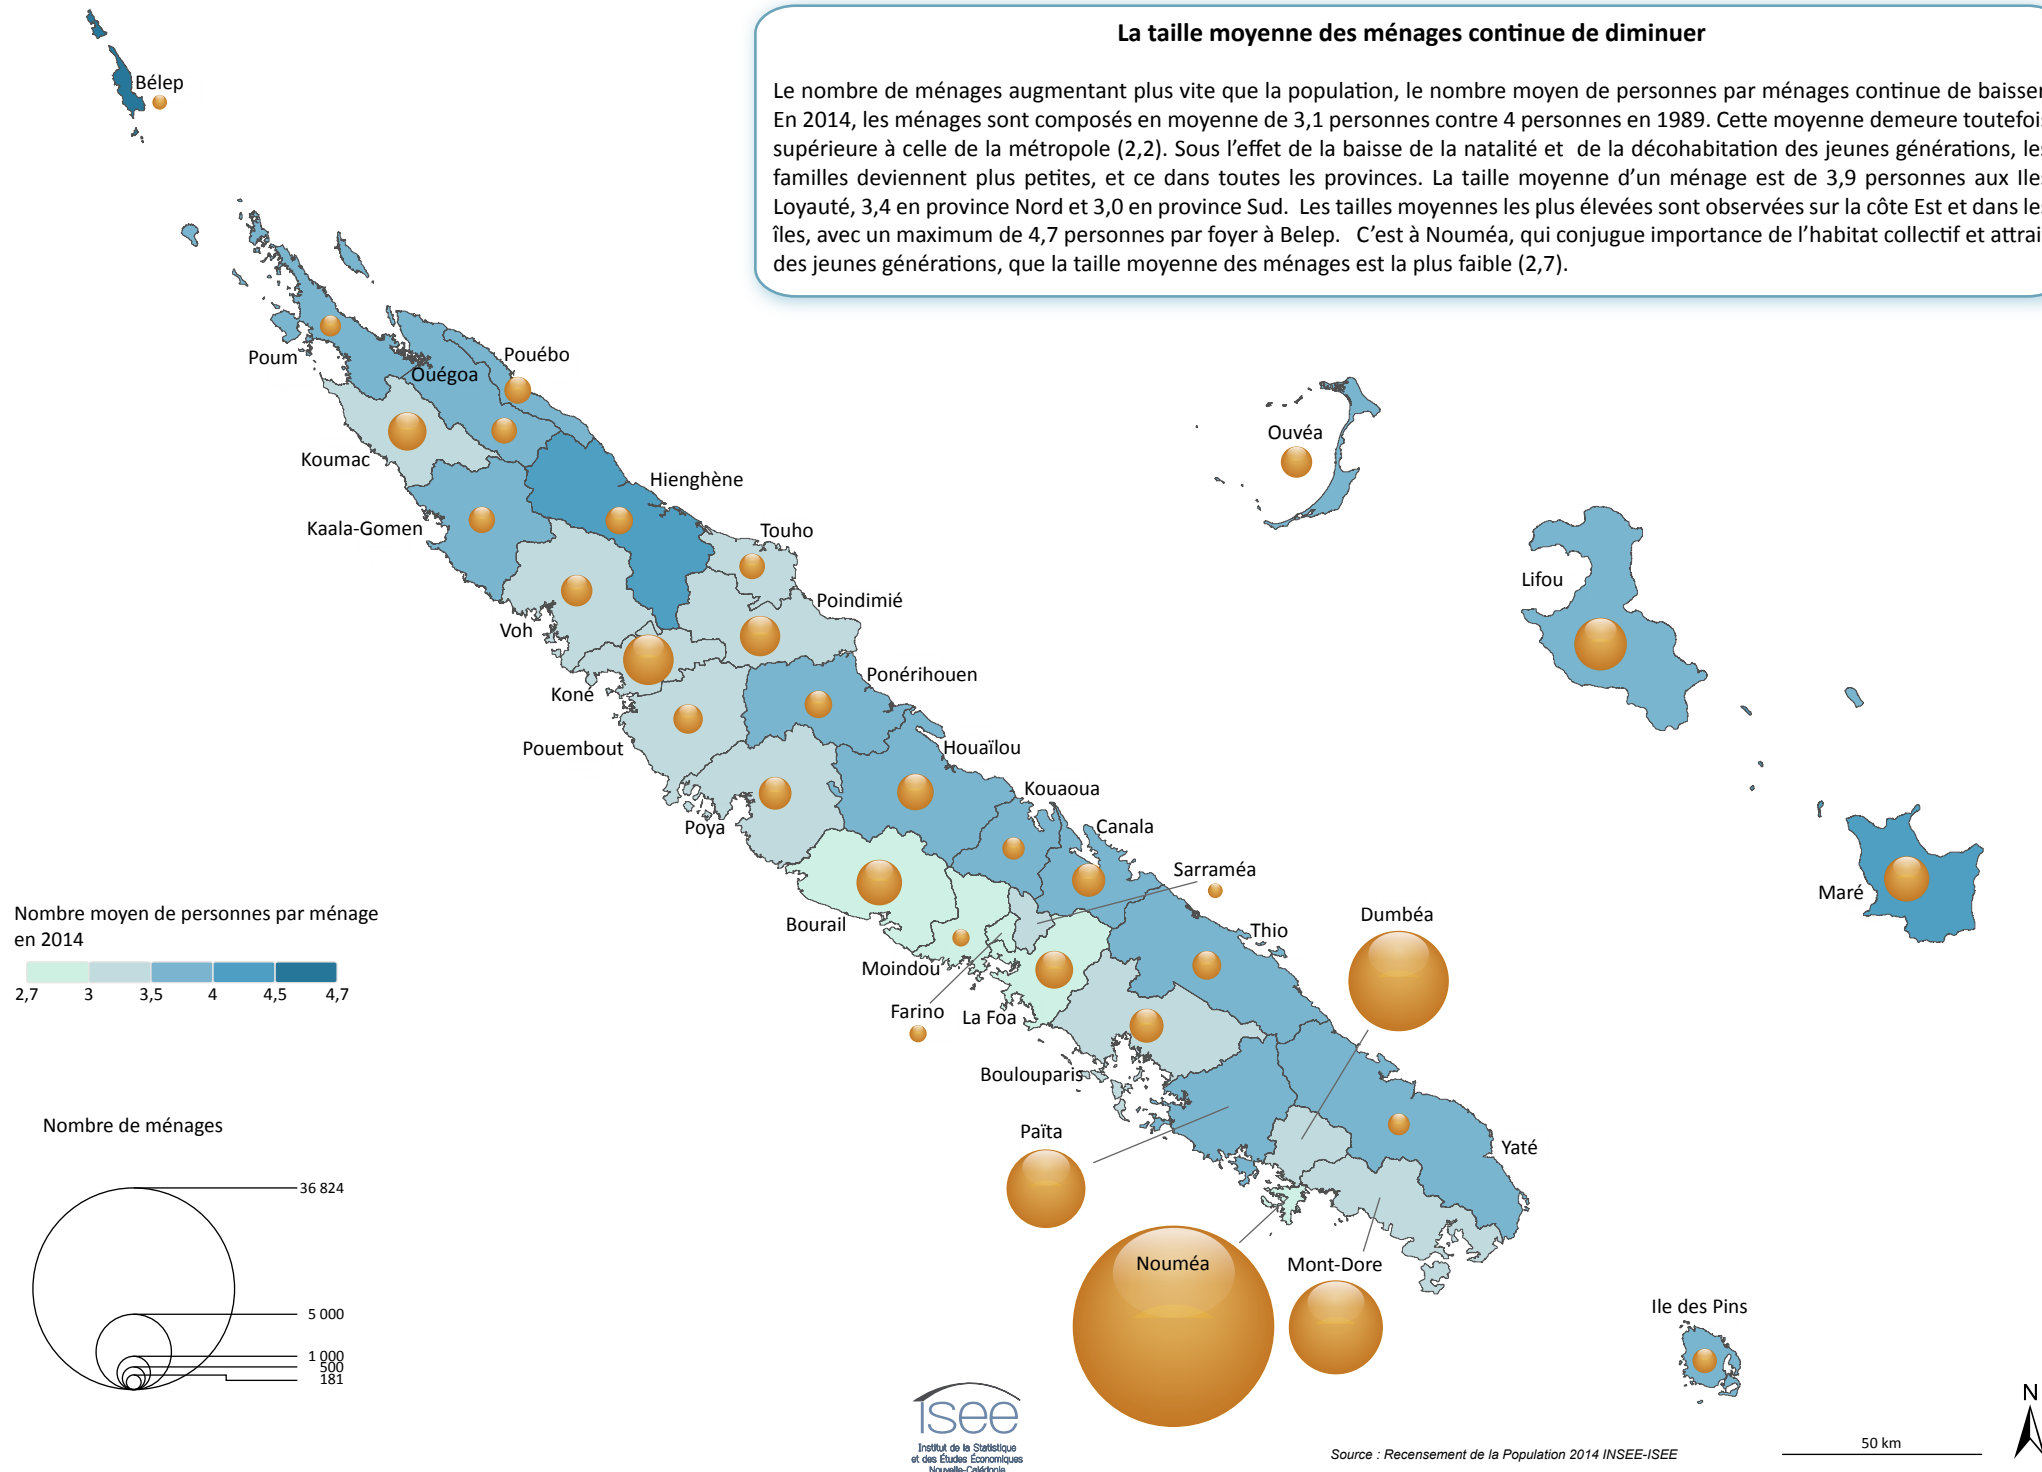 La taille moyenne des ménages continue de diminuer
Le nombre de ménages augmentant plus vite que la population, le nombre moyen de personnes par ménages continue de baisser
En 2014, les ménages sont composés en moyenne de 3,1 personnes contre 4 personnes en 1989. Cette moyenne demeure toutefois
supérieure à celle de la métropole (2,2). Sous l'effet de la baisse de la natalité et de la décohabitation des jeunes générations, les
familles deviennent plus petites, et ce dans toutes les provinces. La taille moyenne d'un ménage est de 3,9 personnes aux Iles
Loyauté, 3,4 en province Nord et 3,0 en province Sud. Les tailles moyennes les plus élevées sont observées sur la côte Est et dans les
îles, avec un maximum de 4,7 personnes par foyer à Belep. C'est à Nouméa, qui conjugue importance de l'habitat collectif et attrait
des jeunes générations, que la taille moyenne des ménages est la plus faible (2,7).
Bélep
Poum
Ouégoa
Pouébo
Koumac
Ouvéa
Hienghène
Kaala-Gomen
Touho
Lifou
Poindimié
Voh
Ponérihouen
Koné
Pouembout
Houaïlou
Kouaoua
Poya
Canala
Sarraméa
Maré
Dumbéa
Bourail
Thio
Moindou
Farino
La Foa
Boulouparis
Païta
Yaté
Nouméa
Mont-Dore
Ile des Pins
Nombre moyen de personnes par ménage
en 2014
2,7 3 3,5 4 4,5 4,7
Nombre de ménages
36 824
5 000
1 000
500
181
isee
Institut de la Statistique
et des Études Économiques
Nouvelle-Calédonie
Source : Recensement de la Population 2014 INSEE-ISEE
50 km
N